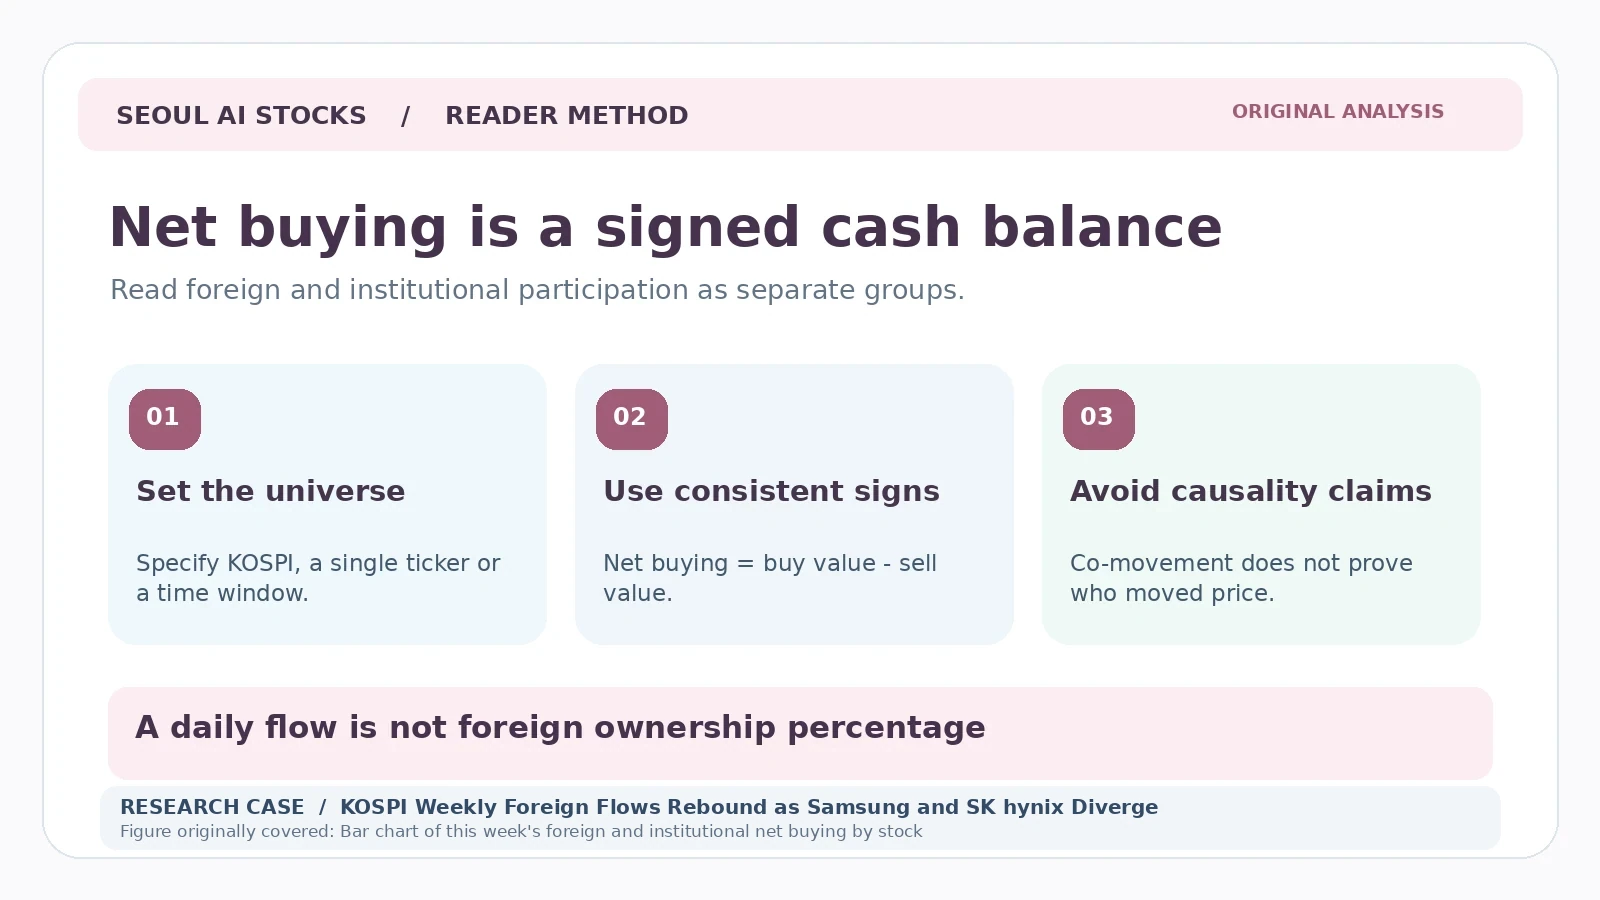 SEOUL AI STOCKS / READER METHOD
ORIGINAL ANALYSIS
Net buying is a signed cash balance
Read foreign and institutional participation as separate groups.
01
Set the universe
Specify KOSPI, a single ticker or
a time window.
02
Use consistent signs
Net buying = buy value - sell
value.
03
Avoid causality claims
Co-movement does not prove
who moved price.
A daily flow is not foreign ownership percentage
RESEARCH CASE / KOSPI Weekly Foreign Flows Rebound as Samsung and SK hynix Diverge
Figure originally covered: Bar chart of this week's foreign and institutional net buying by stock